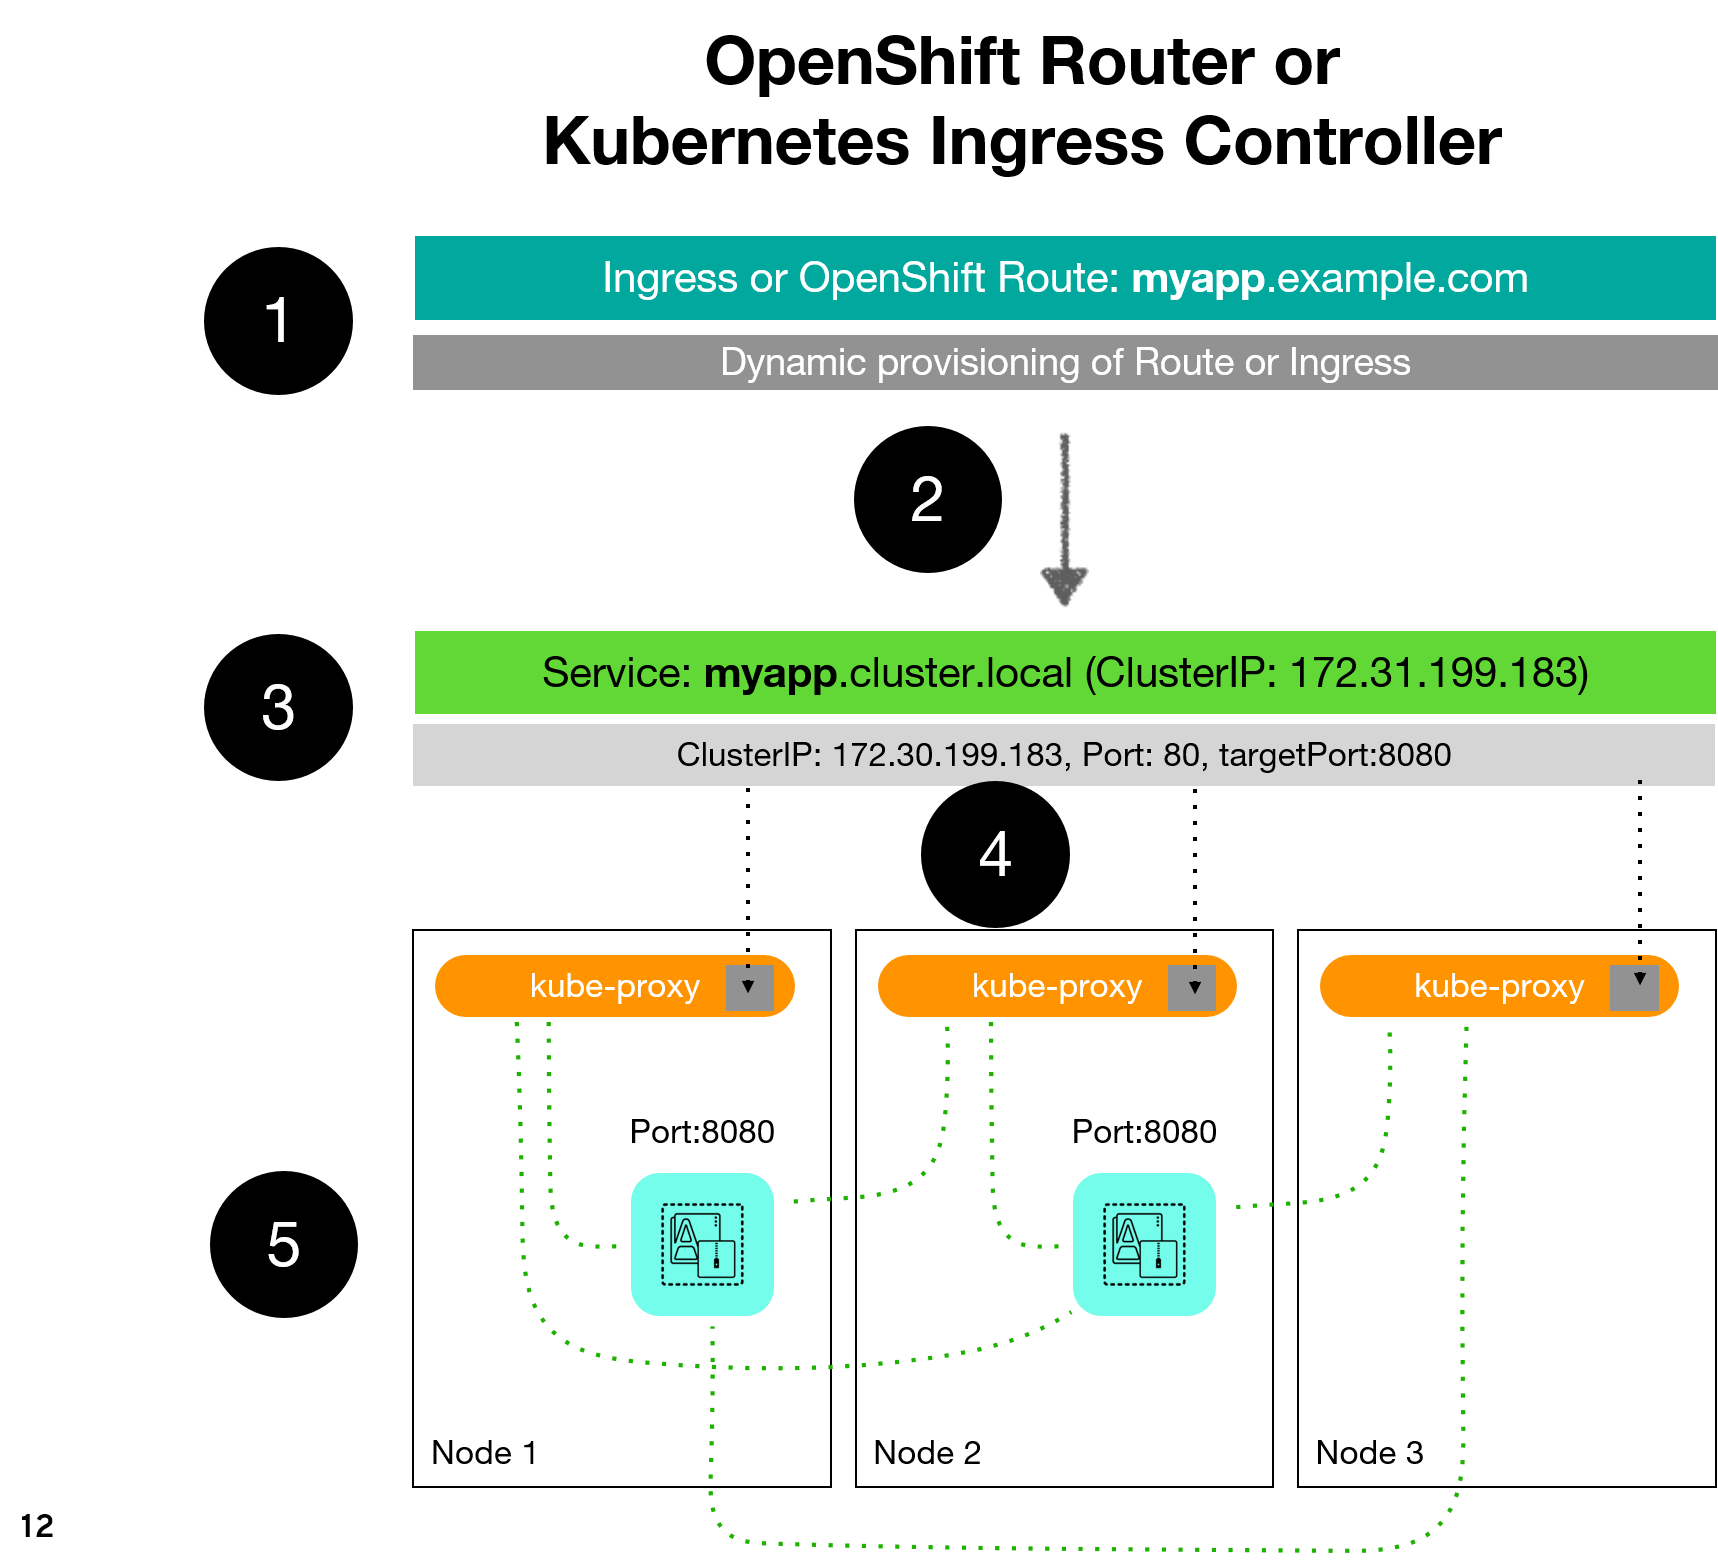 OpenShift Router or
Kubernetes Ingress Controller
1
Ingress or OpenShift Route: myapp.example.com
Dynamic provisioning of Route or Ingress
2
3
Service: myapp.cluster.local (ClusterIP: 172.31.199.183)
ClusterIP: 172.30.199.183, Port: 80, targetPort:8080
4
kube-proxy
kube-proxy
kube-proxy
Port:8080
Port:8080
5
A
A
Node 1
Node 2
Node 3
12